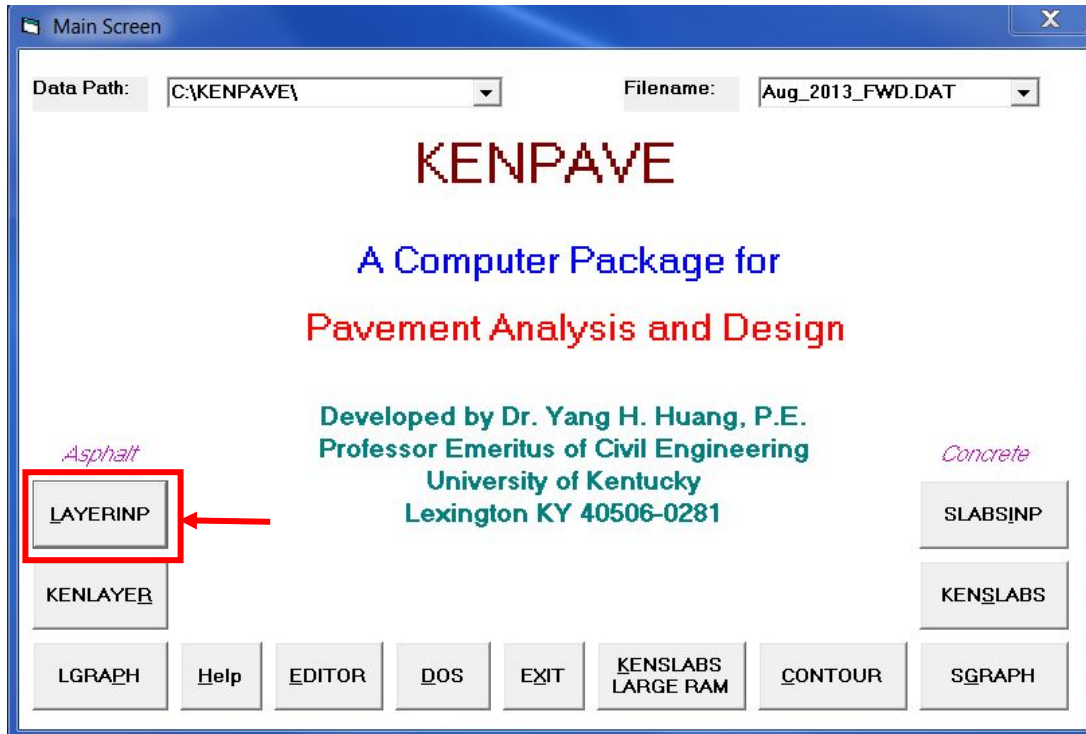 Main Screen
X
Data Path: C:\KENPAVE\ Filename: Aug_2013_FWD.DAT
KENPAVE
A Computer Package for
Pavement Analysis and Design
Developed by Dr. Yang H. Huang, P.E.
Professor Emeritus of Civil Engineering
University of Kentucky
Lexington KY 40506-0281
Asphalt
Concrete
LAYERINP
SLABSINP
KENLAYER
KENSLABS
LGRAPH
Help
EDITOR
DOS
EXIT
KENSLABS
LARGE RAM
CONTOUR
SGRAPH